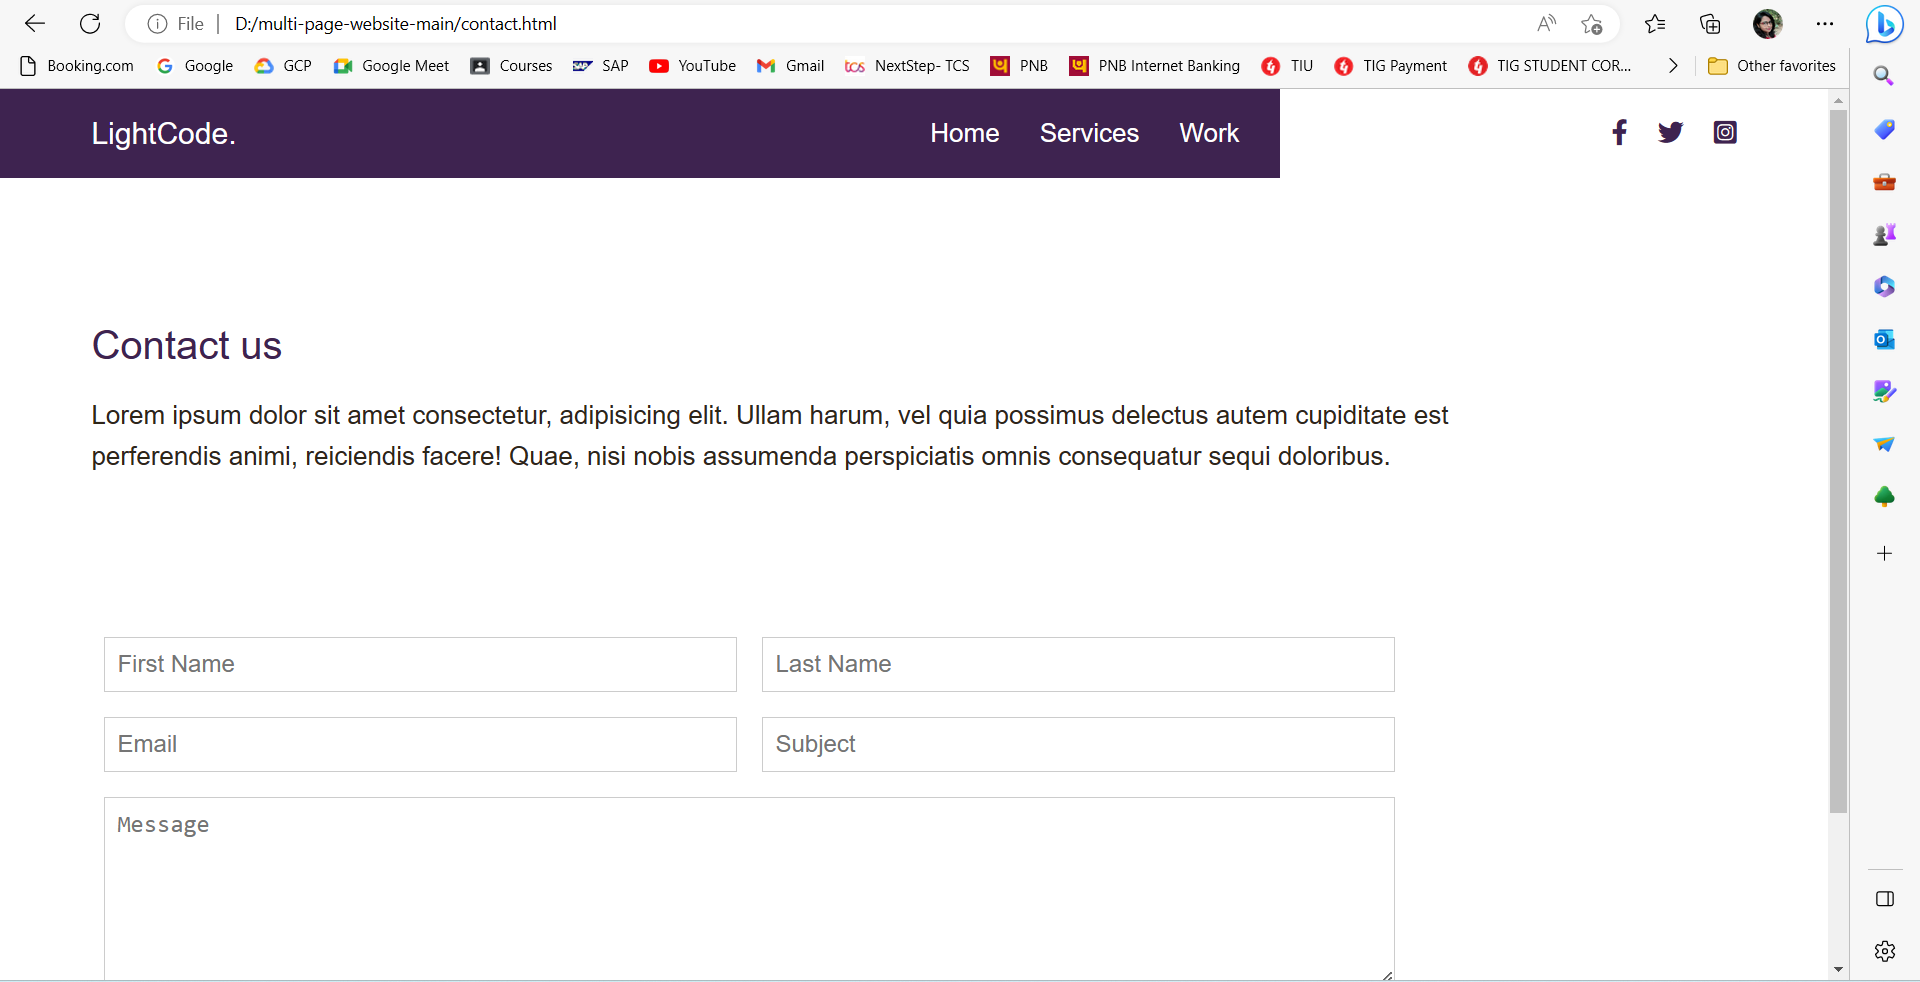 File D:/multi-page-website-main/contact.html
Booking.com Google GCP Google Meet Courses SAP YouTube Gmail tcs NextStep- TCS PNB PNB Internet Banking TIU TIG Payment TIG STUDENT COR... Other favorites
LightCode. Home Services Work
Contact us
Lorem ipsum dolor sit amet consectetur, adipisicing elit. Ullam harum, vel quia possimus delectus autem cupiditate est
perferendis animi, reiciendis facere! Quae, nisi nobis assumenda perspiciatis omnis consequatur sequi doloribus.
First Name Last Name
Email Subject
Message